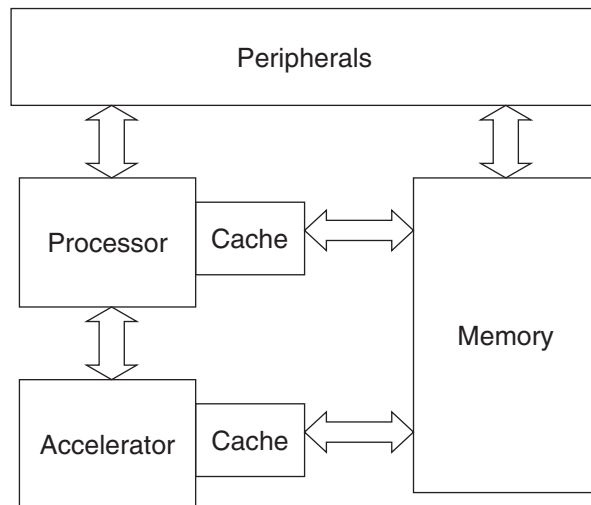 Peripherals
Processor
Cache
Memory
Accelerator
Cache